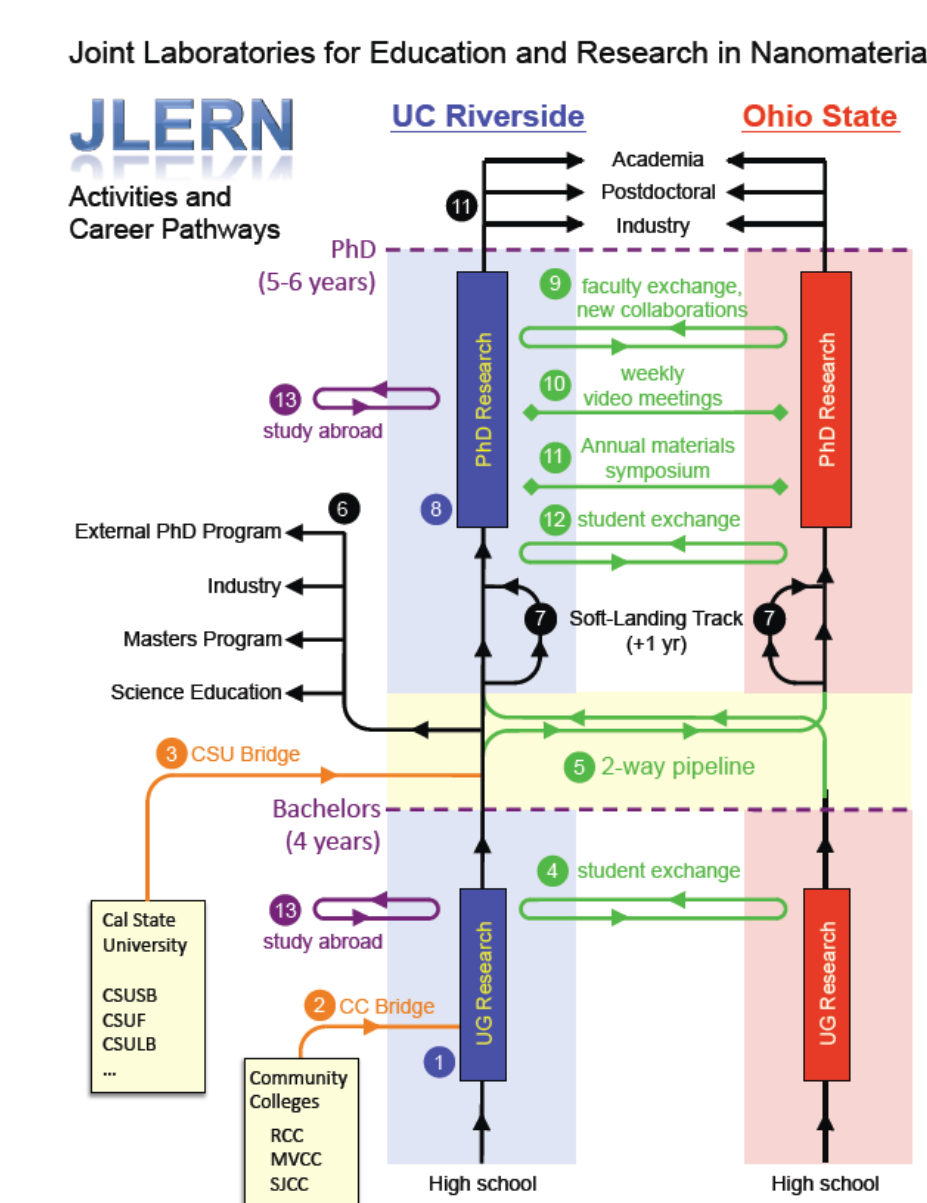 Joint Laboratories for Education and Research in Nanomateria
JLERN
Activities and
Career Pathways
UC Riverside
Ohio State
Academia
Postdoctoral
Industry
11
PhD
(5-6 years)
9
faculty exchange,
new collaborations
PhD Research
PhD Research
10
weekly
video meetings
13
study abroad
11
Annual materials
symposium
8
12
student exchange
6
External PhD Program
Industry
Masters Program
Science Education
7
Soft-Landing Track
(+1 yr)
7
3
CSU Bridge
5
2-way pipeline
Bachelors
(4 years)
4
student exchange
13
study abroad
UG Research
UG Research
Cal State
University
CSUSB
CSUF
CSULB
...
2
CC Bridge
1
Community
Colleges
RCC
MVCC
SJCC
High school
High school